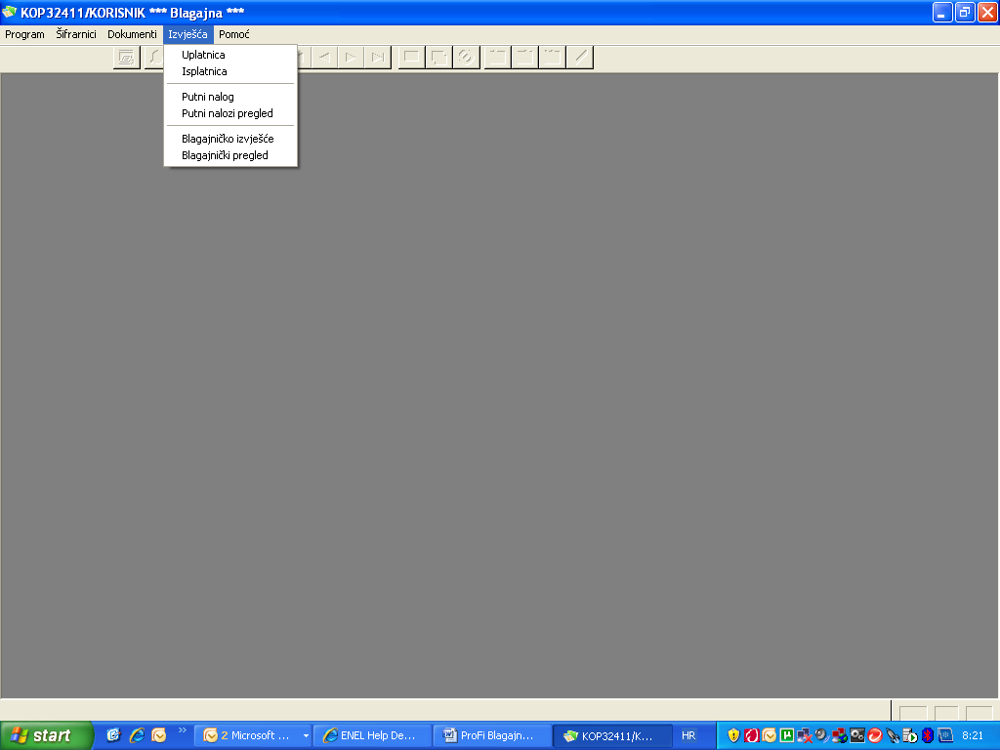 KOP32411/KORISNIK *** Blagajna ***
Program Šifrarnici Dokumenti Izvješća Pomoć
Uplatnica
Isplatnica
Putni nalog
Putni nalozi pregled
Blagajničko izvješće
Blagajnički pregled
start 2 Microsoft ... ENEL Help De... ProFi Blagajn... KOP32411/K... HR 8:21